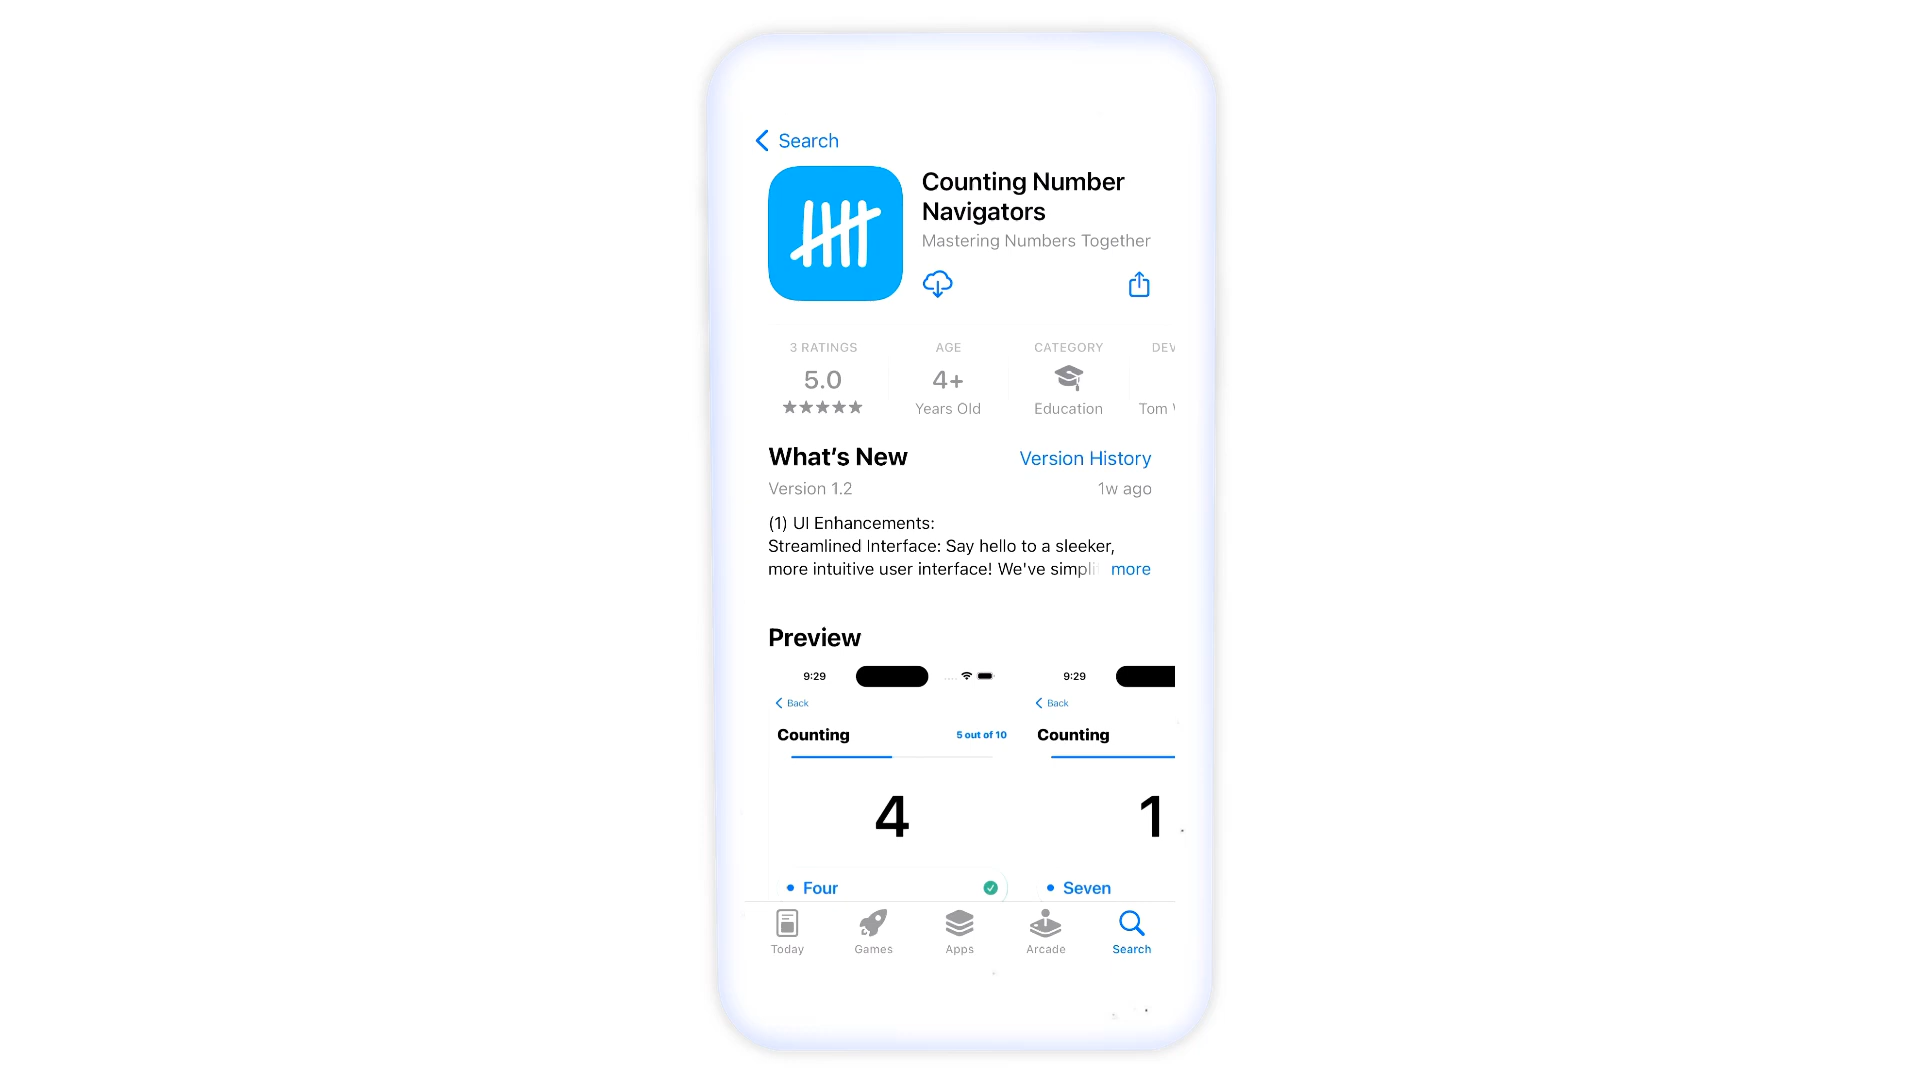 Search
Counting Number
Navigators
Mastering Numbers Together
3 RATINGS
AGE
CATEGORY
5.0
4+
Years Old
Education
Tom
What's New
Version History
Version 1.2
1w ago
(1) UI Enhancements:
Streamlined Interface: Say hello to a sleeker,
more intuitive user interface! We've simpli more
Preview
9:29
9:29
Back
Back
Counting
5 out of 10
Counting
4
1
Four
Seven
Today
Games
Apps
Arcade
Search